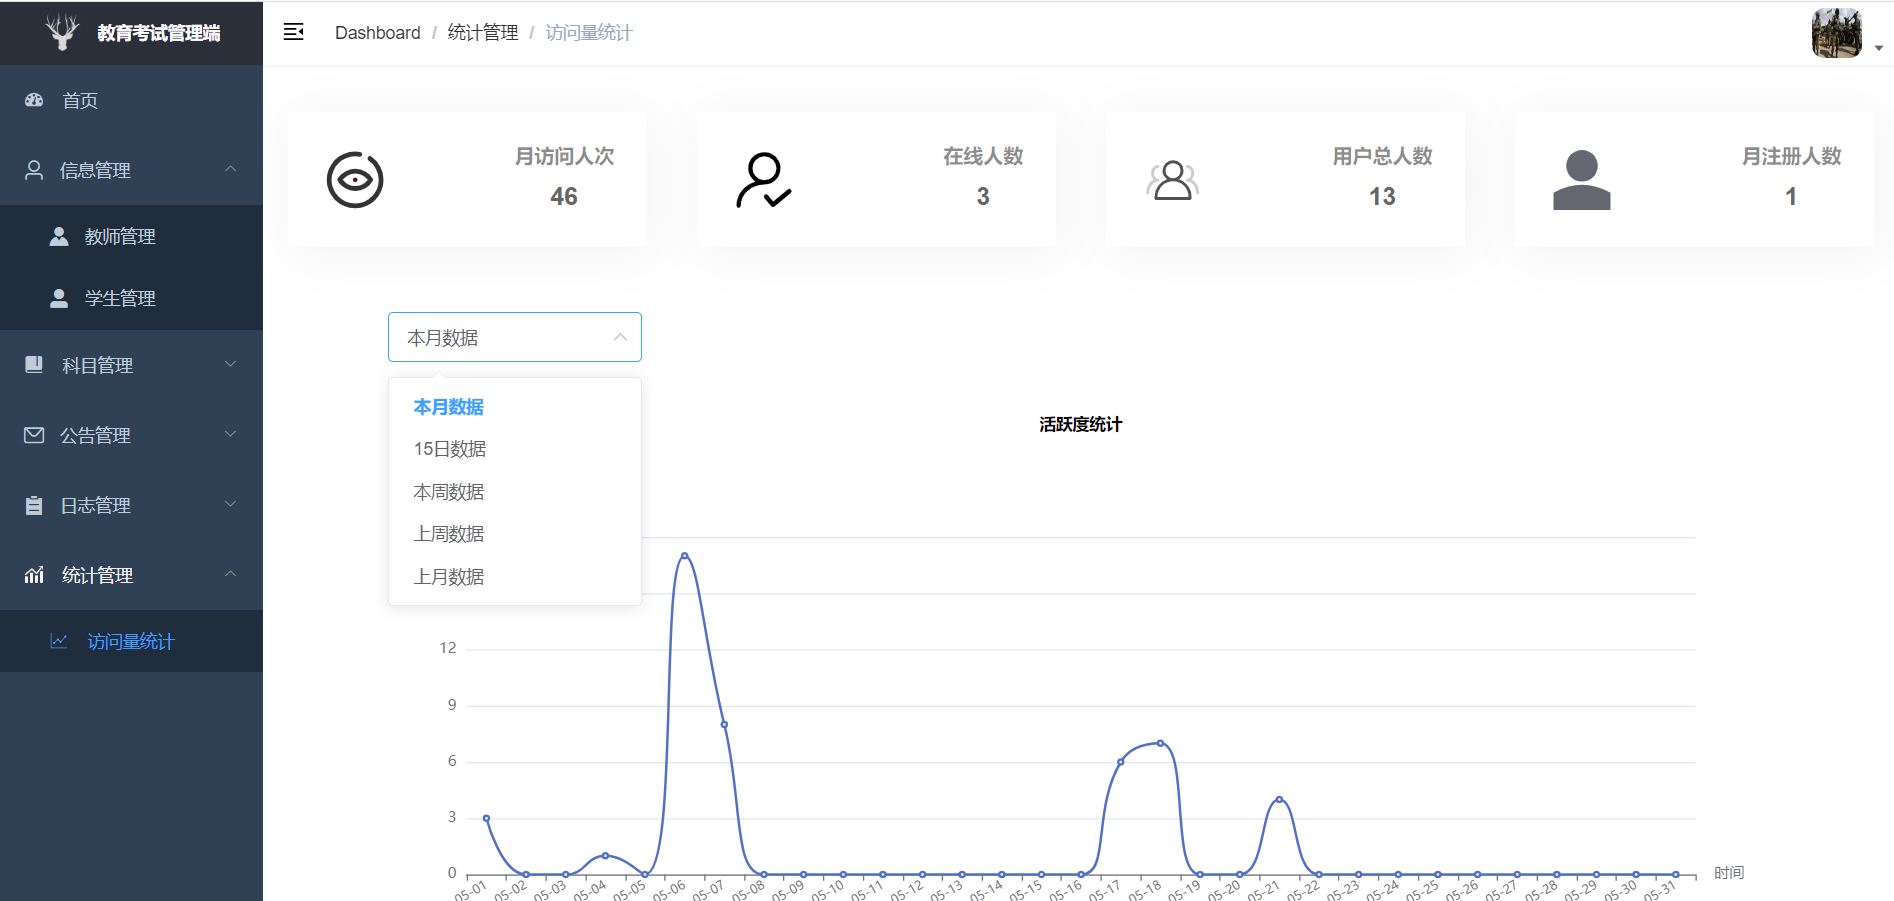 教育考试管理端
首页
信息管理
教师管理
学生管理
科目管理
公告管理
日志管理
统计管理
访问量统计
Dashboard / 统计管理 / 访问量统计
月访问人次
46
在线人数
3
用户总人数
13
月注册人数
1
本月数据
本月数据
15日数据
本周数据
上周数据
上月数据
活跃度统计
12
9
6
3
0
05-01 05-02 05-03 05-04 05-05 05-06 05-07 05-08 05-09 05-10 05-11 05-12 05-13 05-14 05-15 05-16 05-17 05-18 05-19 05-20 05-21 05-22 05-23 05-24 05-25 05-26 05-27 05-28 05-29 05-30 05-31
时间